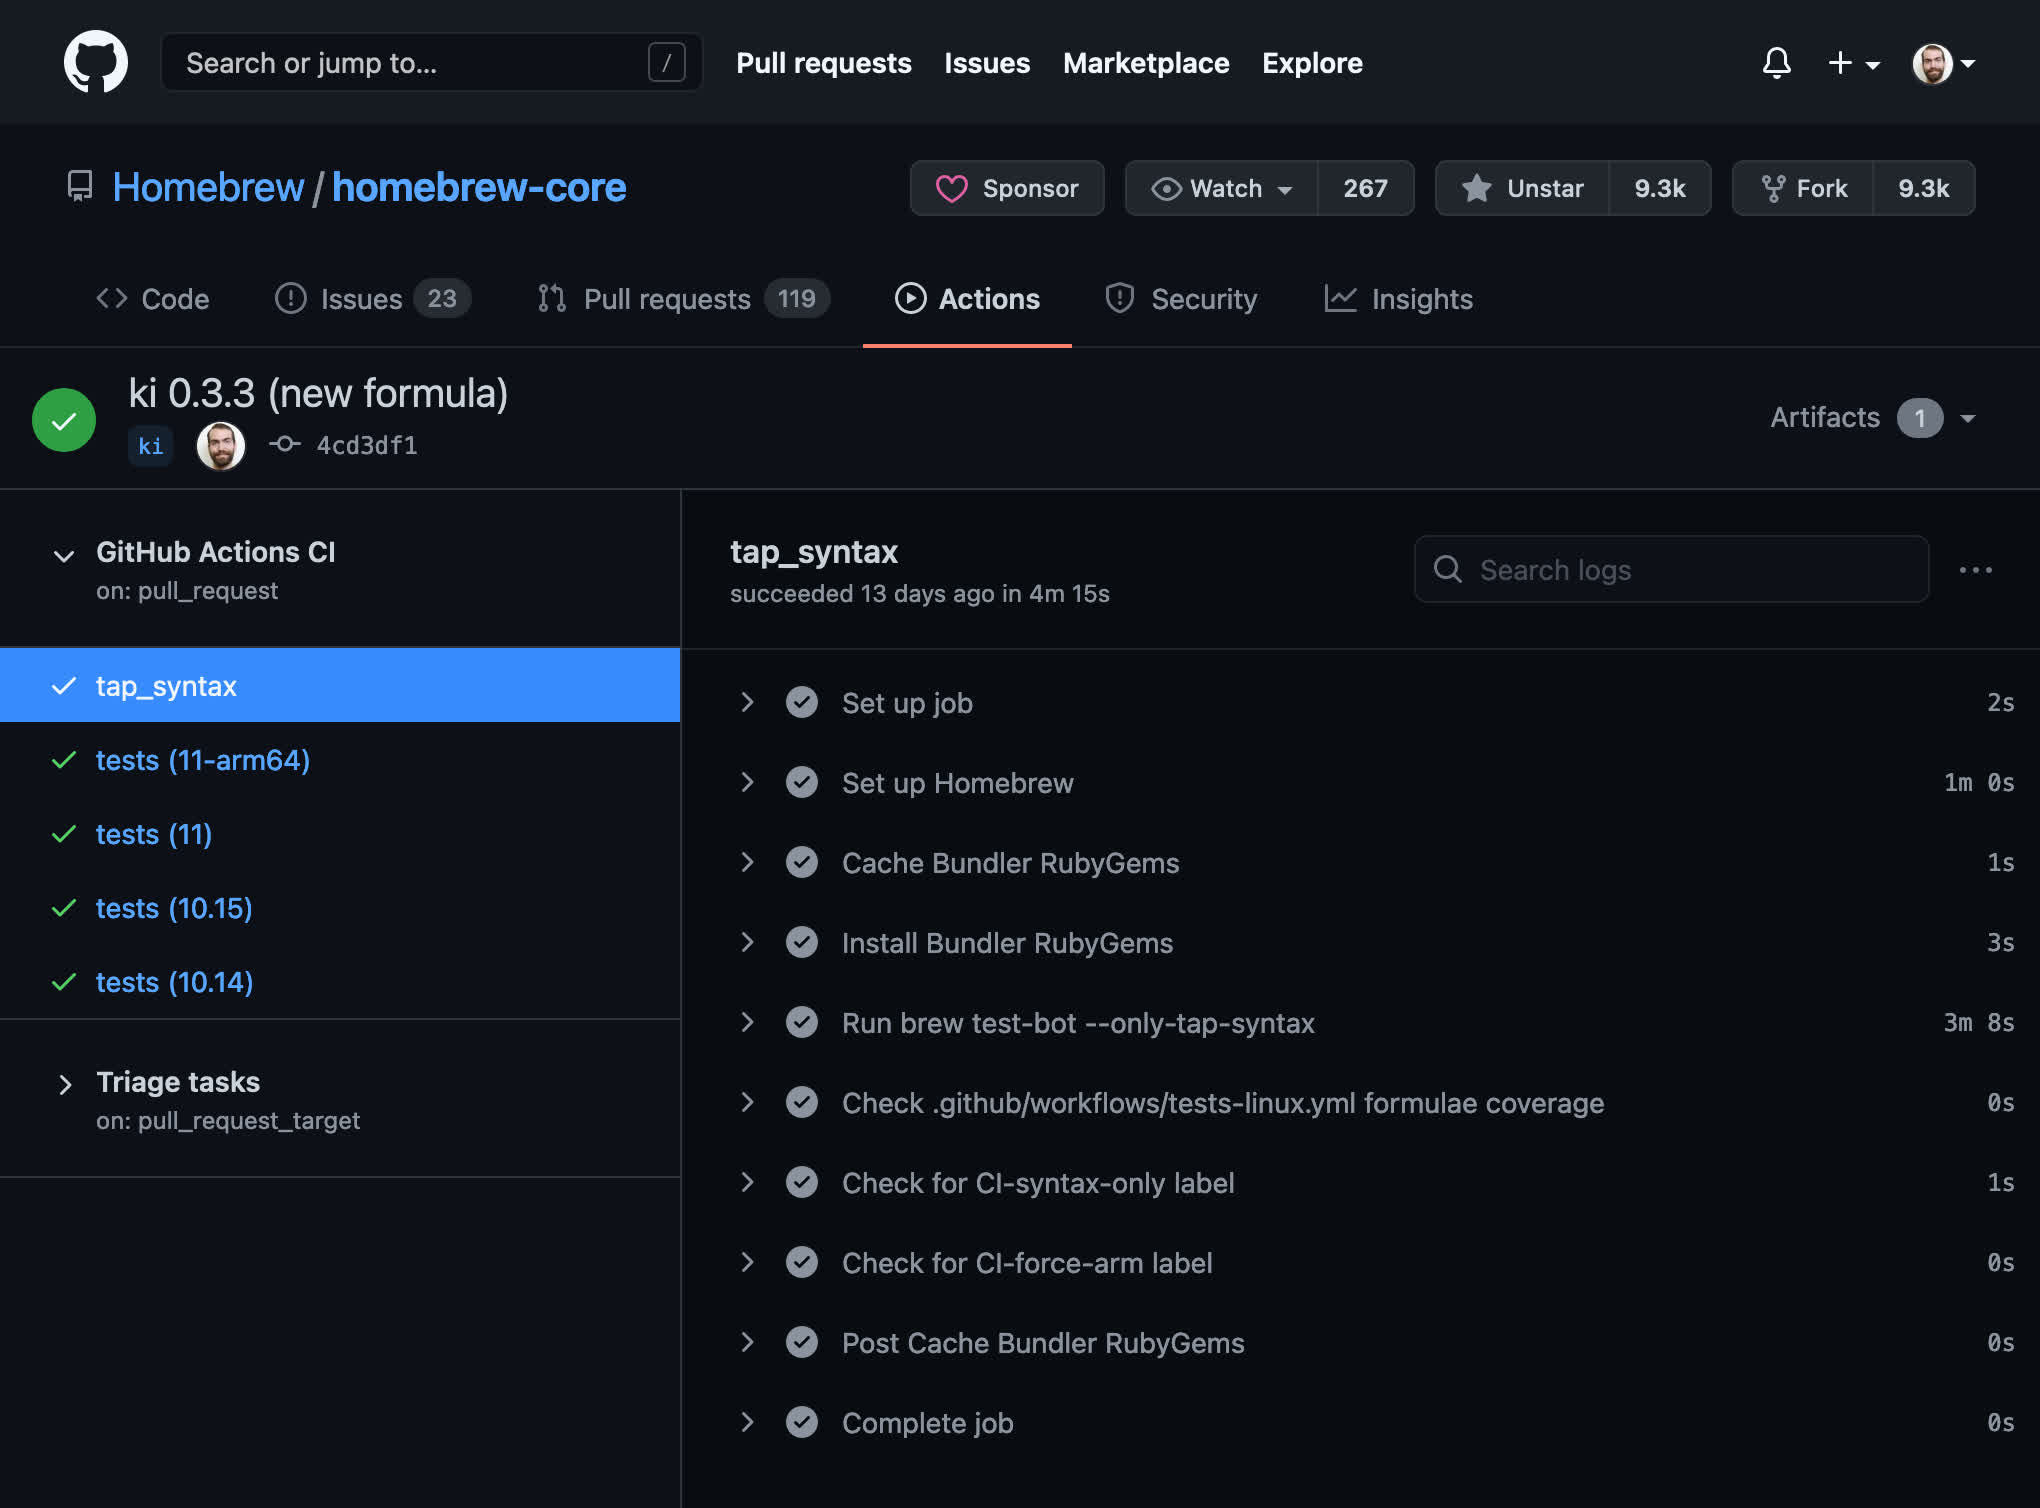 Search or jump to... /
Pull requests Issues Marketplace Explore
Homebrew / homebrew-core
Sponsor Watch 267 Unstar 9.3k Fork 9.3k
Code Issues 23 Pull requests 119 Actions Security Insights
ki 0.3.3 (new formula)
ki 4cd3df1
Artifacts 1
GitHub Actions CI
on: pull_request
tap_syntax
tests (11-arm64)
tests (11)
tests (10.15)
tests (10.14)
Triage tasks
on: pull_request_target
tap_syntax
succeeded 13 days ago in 4m 15s
Search logs
Set up job 2s
Set up Homebrew 1m 0s
Cache Bundler RubyGems 1s
Install Bundler RubyGems 3s
Run brew test-bot --only-tap-syntax 3m 8s
Check .github/workflows/tests-linux.yml formulae coverage 0s
Check for CI-syntax-only label 1s
Check for CI-force-arm label 0s
Post Cache Bundler RubyGems 0s
Complete job 0s